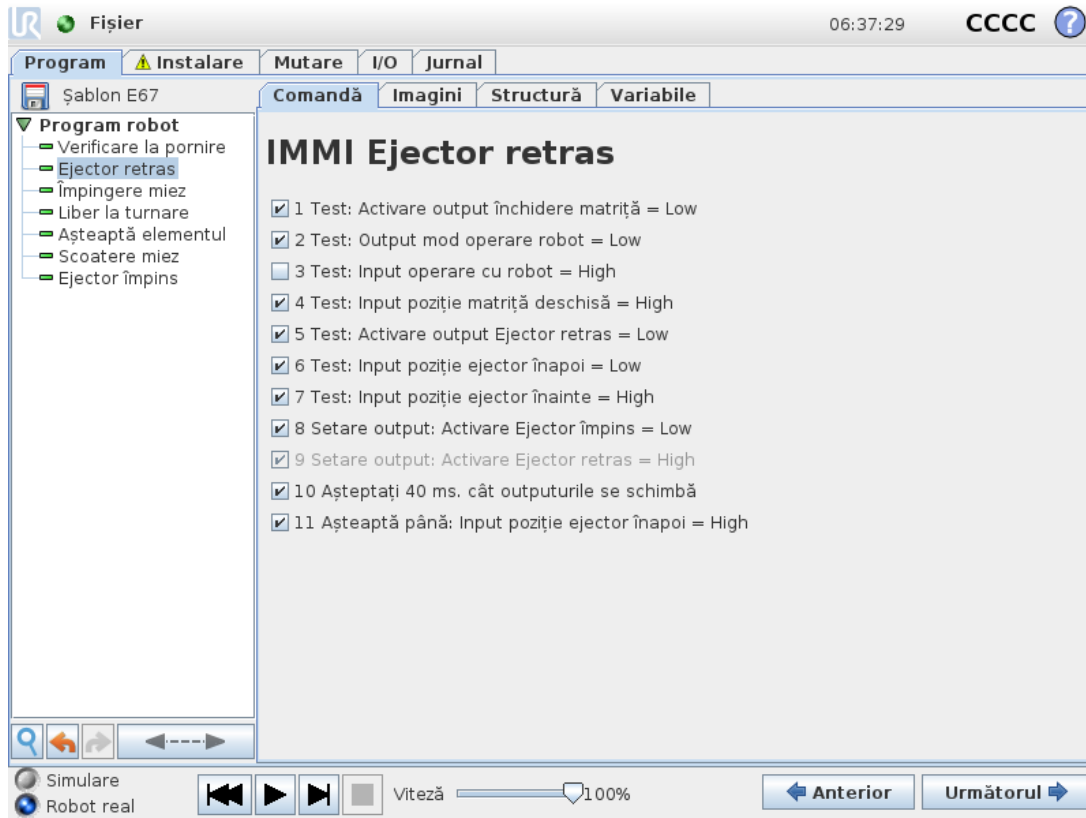 UR Fișier 06:37:29 CCCC ?
Program Instalare Mutare I/O Jurnal
Șablon E67
Comandă Imagini Structură Variabile
Program robot
Verificare la pornire
Ejector retras
Împingere miez
Liber la turnare
Așteaptă elementul
Scoatere miez
Ejector împins
IMMI Ejector retras
1 Test: Activare output închidere matriță = Low
2 Test: Output mod operare robot = Low
3 Test: Input operare cu robot = High
4 Test: Input poziție matriță deschisă = High
5 Test: Activare output Ejector retras = Low
6 Test: Input poziție ejector înapoi = Low
7 Test: Input poziție ejector înainte = High
8 Setare output: Activare Ejector împins = Low
9 Setare output: Activare Ejector retras = High
10 Așteptați 40 ms. cât outputurile se schimbă
11 Așteaptă până: Input poziție ejector înapoi = High
Simulare
Robot real
Viteză 100%
Anterior Următorul